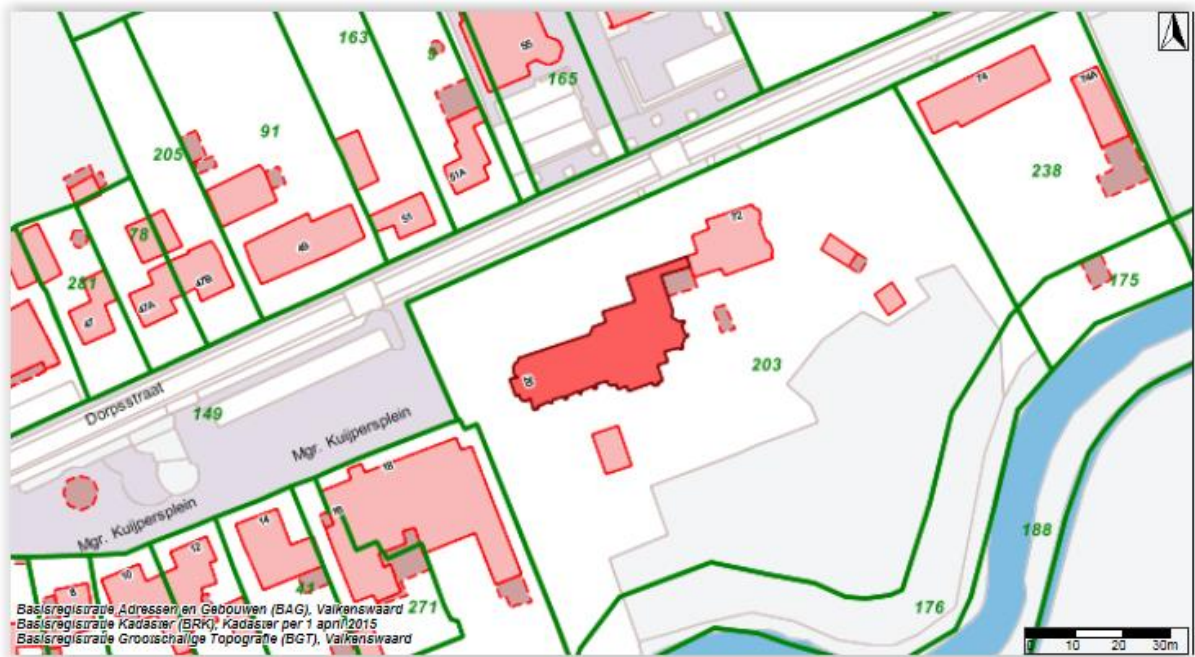 163
9
55
165
74
74A
205
91
51A
238
78
49
51
72
281
47A
47B
47
175
203
Dorpsstraat
149
Mgr. Kuijpersplein
18
Mgr. Kuijpersplein
16
14
12
10
8
41
271
188
176
Basisregistratie Adressen en Gebouwen (BAG), Valkenswaard
Basisregistratie Kadaster (BRK), Kadaster per 1 april 2015
Basisregistratie Grootschalige Topografie (BGT), Valkenswaard
0 10 20 30m